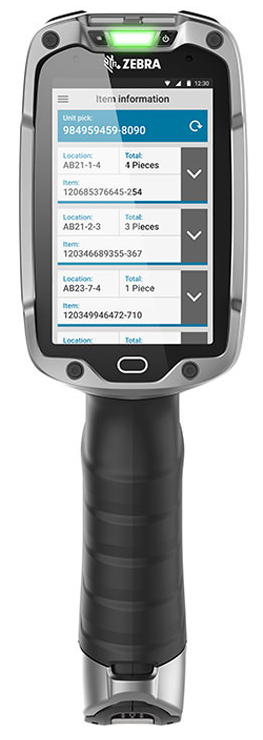 ZEBRA
12:30
Item information
Unit pick:
984959459-8090
Location: Total:
AB21-1-4 4 Pieces
Item:
120685376645-254
Location: Total:
AB21-2-3 3 Pieces
Item:
120346689355-367
Location: Total:
AB23-7-4 1 Piece
Item:
120349946472-710
Location: Total: